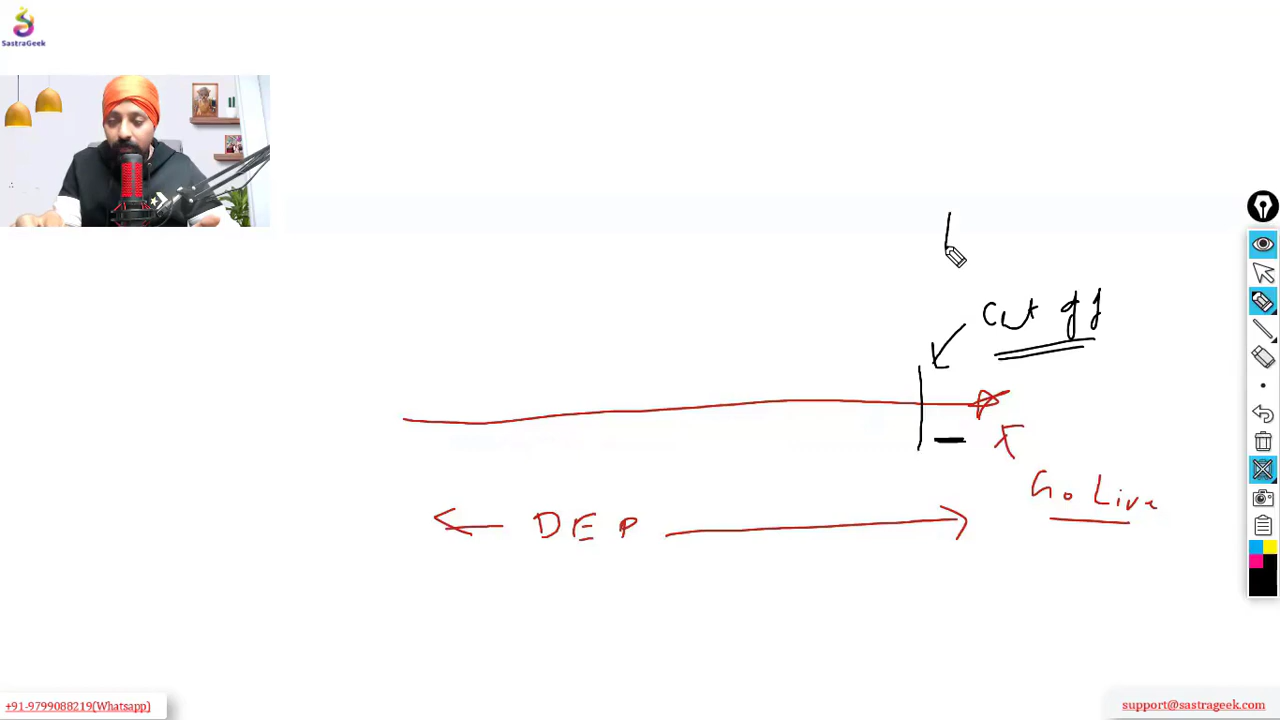 SastraGeek
Cut off
Go Live
DEP
+91-9799088219(Whatsapp)
support@sastrageek.com